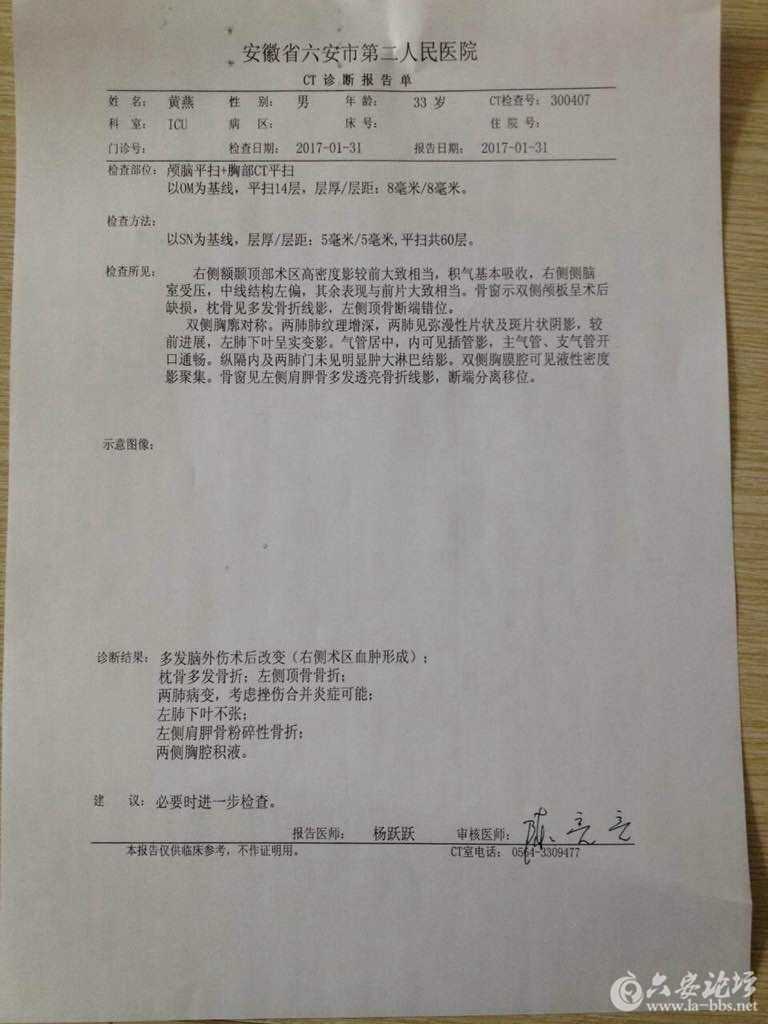 安徽省六安市第二人民医院
CT 诊断报告单
姓 名： 黄燕 性 别： 男 年 龄： 33 岁 CT检查号： 300407
科 室： ICU 病 区： 床 号： 住 院 号：
门诊号： 检查日期： 2017-01-31 报告日期： 2017-01-31
检查部位： 颅脑平扫+胸部CT平扫
以OM为基线，平扫14层，层厚/层距：8毫米/8毫米。
检查方法：
以SN为基线，层厚/层距：5毫米/5毫米,平扫共60层。
检查所见： 右侧额颞顶部术区高密度影较前大致相当，积气基本吸收，右侧侧脑
室受压，中线结构左偏，其余表现与前片大致相当。骨窗示双侧颅板呈术后
缺损，枕骨见多发骨折线影，左侧顶骨断端错位。
双侧胸廓对称。两肺肺纹理增深，两肺见弥漫性片状及斑片状阴影，较
前进展，左肺下叶呈实变影。气管居中，内可见插管影，主气管、支气管开
口通畅。纵隔内及两肺门未见明显肿大淋巴结影。双侧胸膜腔可见液性密度
影聚集。骨窗见左侧肩胛骨多发透亮骨折线影，断端分离移位。
示意图像：
诊断结果： 多发脑外伤术后改变（右侧术区血肿形成）；
枕骨多发骨折；左侧顶骨骨折；
两肺病变，考虑挫伤合并炎症可能；
左肺下叶不张；
左侧肩胛骨粉碎性骨折；
两侧胸腔积液。
建 议： 必要时进一步检查。
报告医师： 杨跃跃 审核医师：
本报告仅供临床参考，不作证明用。 CT室电话： 0564-3309477
六安论坛
www.la-bbs.net